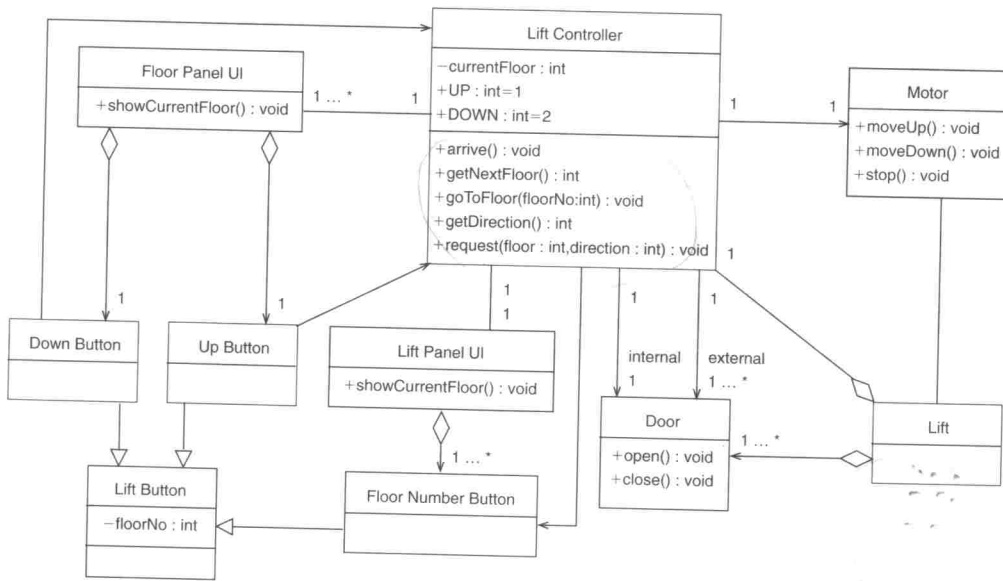 Lift Controller
−currentFloor : int
+UP : int=1
+DOWN : int=2
+arrive() : void
+getNextFloor() : int
+goToFloor(floorNo:int) : void
+getDirection() : int
+request(floor : int,direction : int) : void
Floor Panel UI
+showCurrentFloor() : void
1 ... *
1
1
1
Motor
+moveUp() : void
+moveDown() : void
+stop() : void
1
1
Down Button
Up Button
1
1
Lift Panel UI
+showCurrentFloor() : void
1
1
1
internal
external
1
1 ... *
Door
+open() : void
+close() : void
1 ... *
Lift
1 ... *
Lift Button
−floorNo : int
Floor Number Button